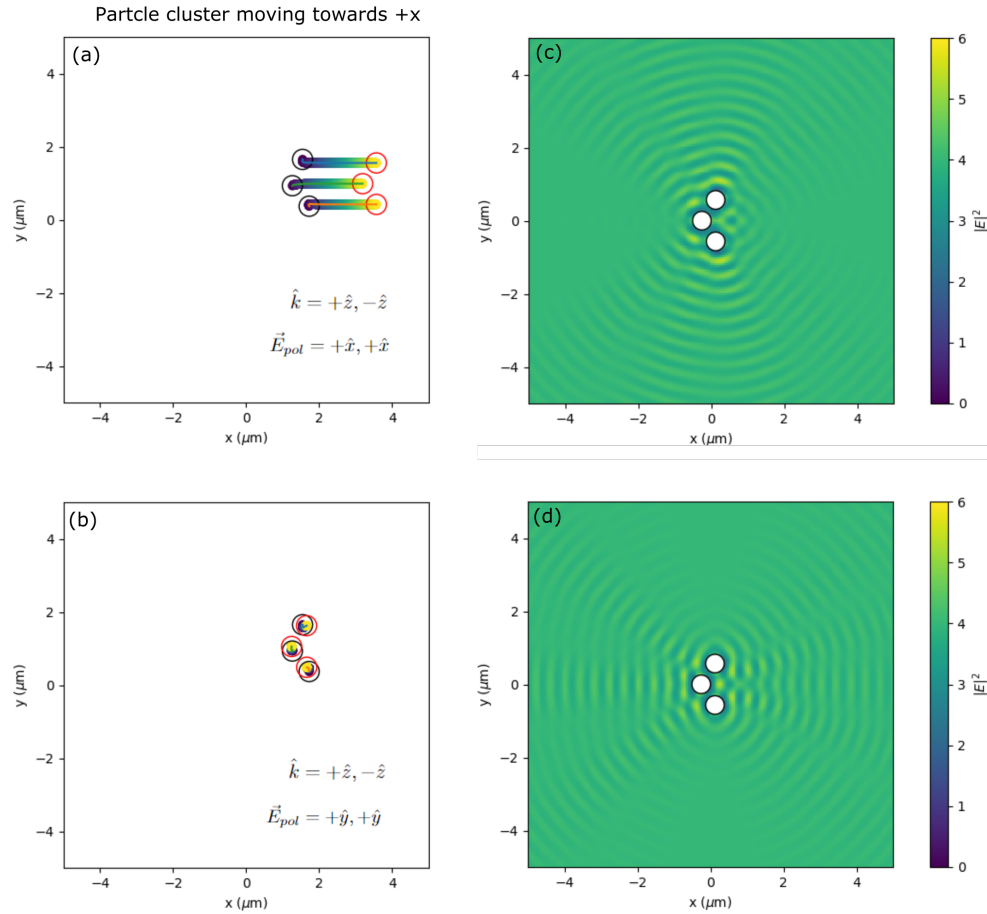 Partcle cluster moving towards +x
(a)
4
2
0
−2
−4
y (μm)
−4 −2 0 2 4
x (μm)
k̂ = +ẑ, −ẑ
E⃗pol = +x̂, +x̂
(c)
4
2
0
−2
−4
y (μm)
−4 −2 0 2 4
x (μm)
6
5
4
3
2
1
0
|E|²
(b)
4
2
0
−2
−4
y (μm)
−4 −2 0 2 4
x (μm)
k̂ = +ẑ, −ẑ
E⃗pol = +ŷ, +ŷ
(d)
4
2
0
−2
−4
y (μm)
−4 −2 0 2 4
x (μm)
6
5
4
3
2
1
0
|E|²